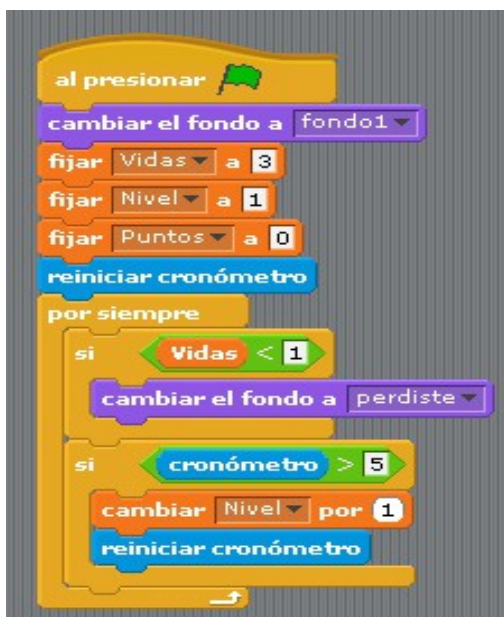 al presionar
cambiar el fondo a fondo1
fijar Vidas a 3
fijar Nivel a 1
fijar Puntos a 0
reiniciar cronómetro
por siempre
si Vidas < 1
cambiar el fondo a perdiste
si cronómetro > 5
cambiar Nivel por 1
reiniciar cronómetro